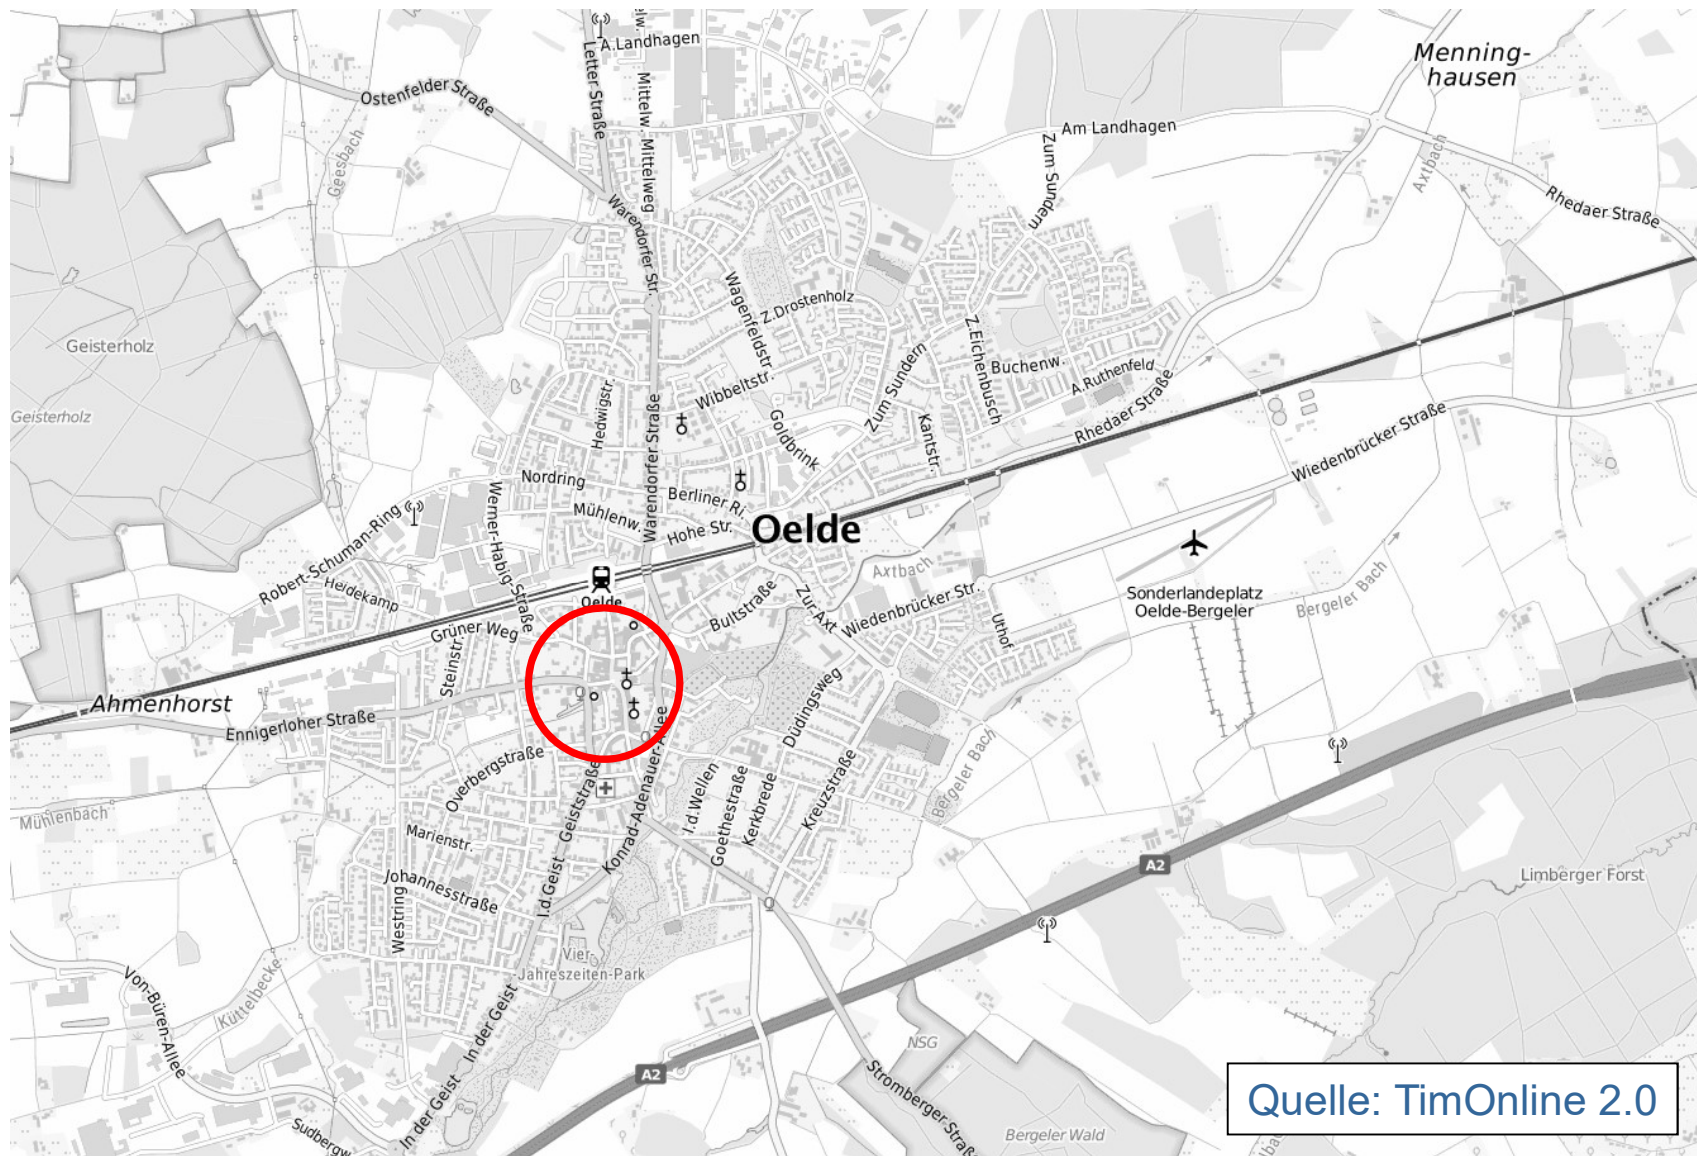 A.Landhagen
Mittelw.
Letter Straße
Ostenfelder Straße
Menning-
hausen
Geesbach
Am Landhagen
Zum Sundern
Axtbach
Mittelweg
Rhedaer Straße
Warendorfer Str.
Wagenfeldstr.
Z.Drostenholz
Geisterholz
Geisterholz
Z.Eichenbusch
Buchenw.
A.Ruthenfeld
Zum Sundern
Wibbeltstr.
Hedwigstr.
Warendorfer Straße
Goldbrink
Kantstr.
Rhedaer Straße
Wiedenbrücker Straße
Nordring
Berliner Ri.
Mühlenw.
Hohe Str.
Oelde
Werner-Habig-Straße
Robert-Schuman-Ring
Heidekamp
Oelde
Axtbach
Sonderlandeplatz
Oelde-Bergeler
Bergeler Bach
Bultstraße
Zur Axt
Wiedenbrücker Str.
Uthof
Grüner Weg
Steinstr.
Ahmenhorst
Ennigerloher Straße
Düdingsweg
Overbergstraße
Konrad-Adenauer-Allee
Geiststraße
I.d.Wellen
Goethestraße
Kerkbrede
Kreuzstraße
Bergeler Bach
Mühlenbach
Marienstr.
Johannesstraße
Westring
I.d.Geist
A2
Limberger Forst
Vier-
Jahreszeiten-Park
Von-Büren-Allee
Küttelbecke
In der Geist
In der Geist
A2
NSG
Stromberger-Straße
Bergeler Wald
Sudbergw
Quelle: TimOnline 2.0